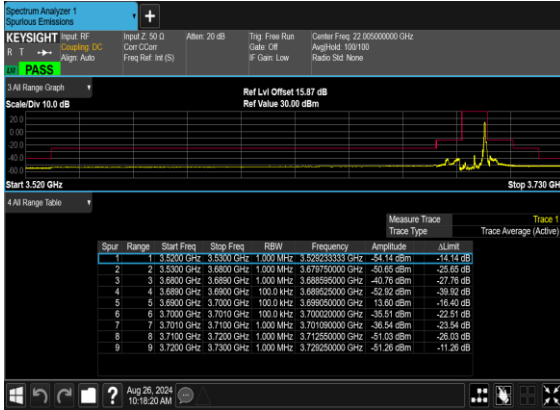 Spectrum Analyzer 1
Spurious Emissions
+
KEYSIGHT Input: RF Input Z: 50 Ω Atten: 20 dB Trig: Free Run Center Freq: 22.005000000 GHz
R T Coupling: DC Corr CCorr Gate: Off Avg|Hold: 100/100
Align: Auto Freq Ref: Int (S) IF Gain: Low Radio Std: None
PASS
3 All Range Graph Ref Lvl Offset 15.87 dB
Scale/Div 10.0 dB Ref Value 30.00 dBm
20.0
0.00
-20.0
-40.0
-60.0
Start 3.520 GHz Stop 3.730 GH
4 All Range Table
Measure Trace Trace 1
Trace Type Trace Average (Active)
Spur Range Start Freq Stop Freq RBW Frequency Amplitude ΔLimit
1 1 3.5200 GHz 3.5300 GHz 1.000 MHz 3.529233333 GHz -54.14 dBm -14.14 dB
2 2 3.5300 GHz 3.6800 GHz 1.000 MHz 3.679750000 GHz -50.65 dBm -25.65 dB
3 3 3.6800 GHz 3.6890 GHz 1.000 MHz 3.688595000 GHz -40.76 dBm -27.76 dB
4 4 3.6890 GHz 3.6900 GHz 100.0 kHz 3.689525000 GHz -52.92 dBm -39.92 dB
5 5 3.6900 GHz 3.7000 GHz 100.0 kHz 3.699050000 GHz 13.60 dBm -16.40 dB
6 6 3.7000 GHz 3.7010 GHz 100.0 kHz 3.700020000 GHz -35.51 dBm -22.51 dB
7 7 3.7010 GHz 3.7100 GHz 1.000 MHz 3.701090000 GHz -36.54 dBm -23.54 dB
8 8 3.7100 GHz 3.7200 GHz 1.000 MHz 3.712550000 GHz -51.03 dBm -26.03 dB
9 9 3.7200 GHz 3.7300 GHz 1.000 MHz 3.729250000 GHz -51.26 dBm -11.26 dB
? Aug 26, 2024
10:18:20 AM